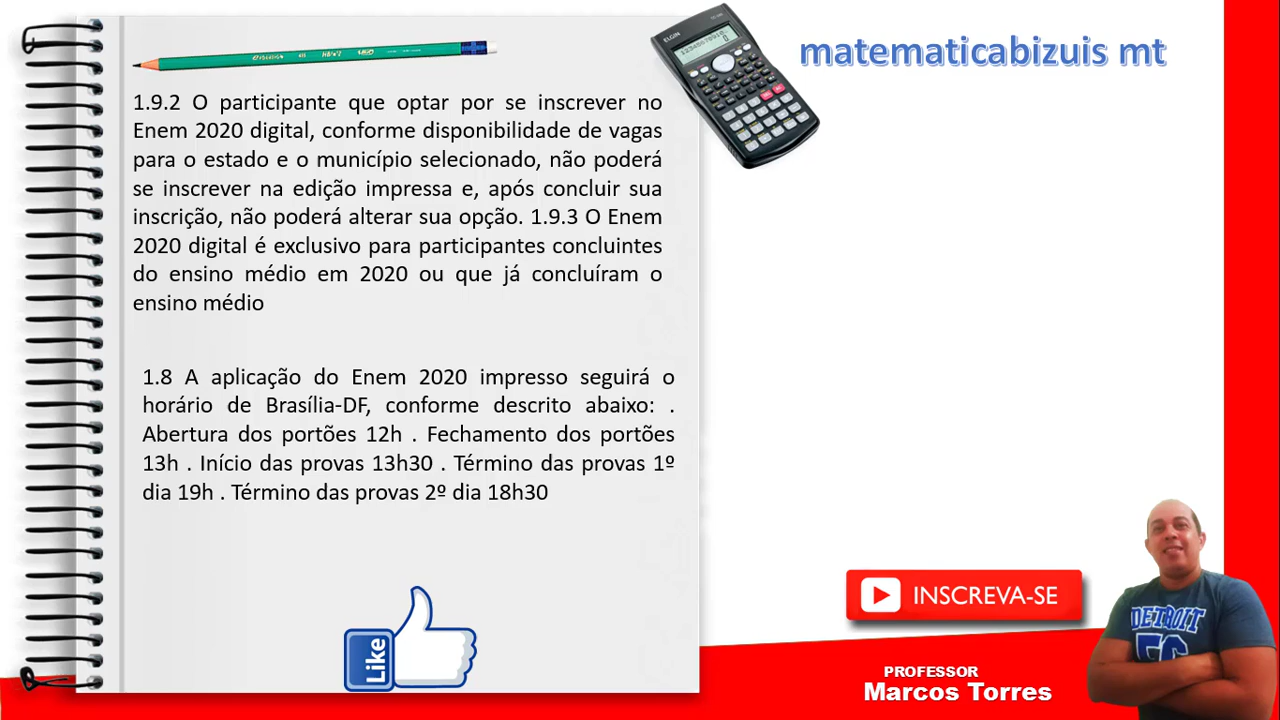 matematicabizuis mt
1.9.2 O participante que optar por se inscrever no
Enem 2020 digital, conforme disponibilidade de vagas
para o estado e o município selecionado, não poderá
se inscrever na edição impressa e, após concluir sua
inscrição, não poderá alterar sua opção. 1.9.3 O Enem
2020 digital é exclusivo para participantes concluintes
do ensino médio em 2020 ou que já concluíram o
ensino médio
1.8 A aplicação do Enem 2020 impresso seguirá o
horário de Brasília-DF, conforme descrito abaixo: .
Abertura dos portões 12h . Fechamento dos portões
13h . Início das provas 13h30 . Término das provas 1º
dia 19h . Término das provas 2º dia 18h30
Like
ELGIN
INSCREVA-SE
DETROIT
PROFESSOR
Marcos Torres